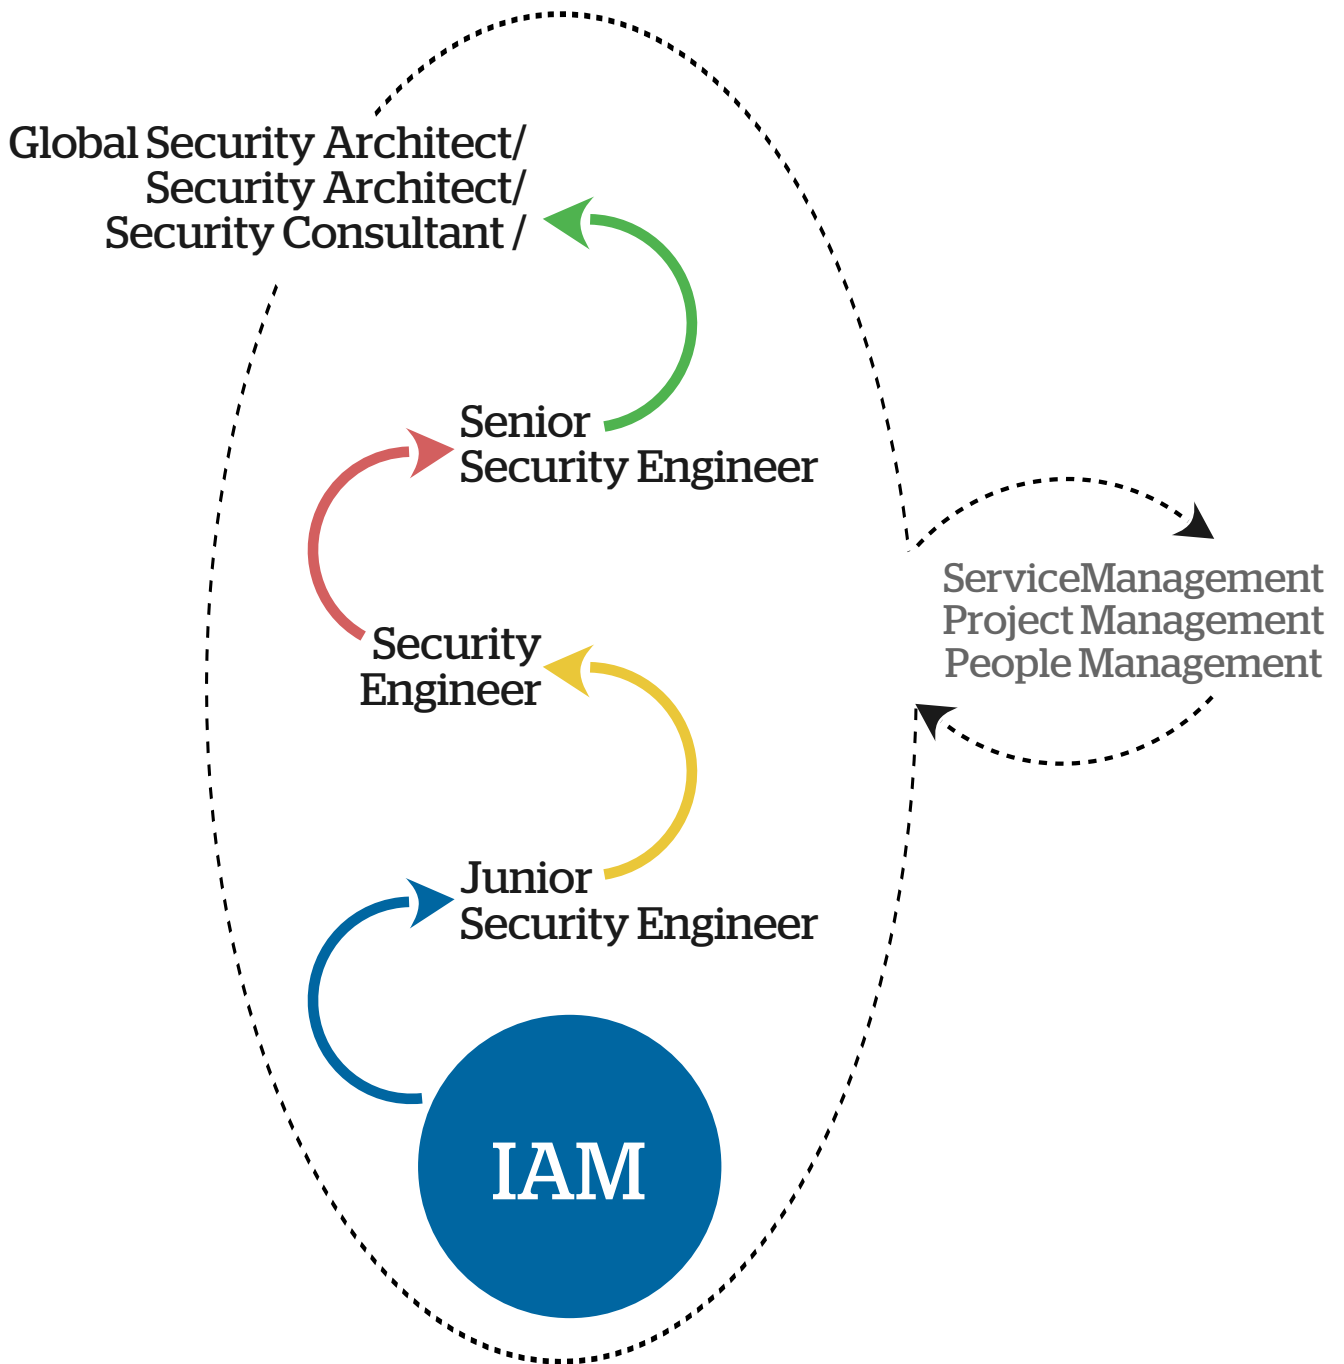 Global Security Architect/
Security Architect/
Security Consultant /
Senior
Security Engineer
ServiceManagement
Project Management
People Management
Security
Engineer
Junior
Security Engineer
IAM